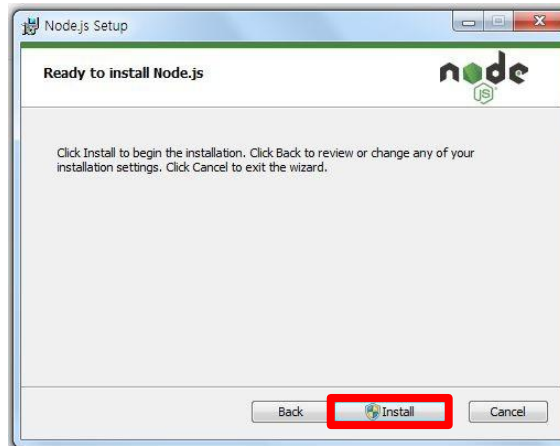 Node.js Setup
Ready to install Node.js
node
JS
Click Install to begin the installation. Click Back to review or change any of your
installation settings. Click Cancel to exit the wizard.
Back Install Cancel